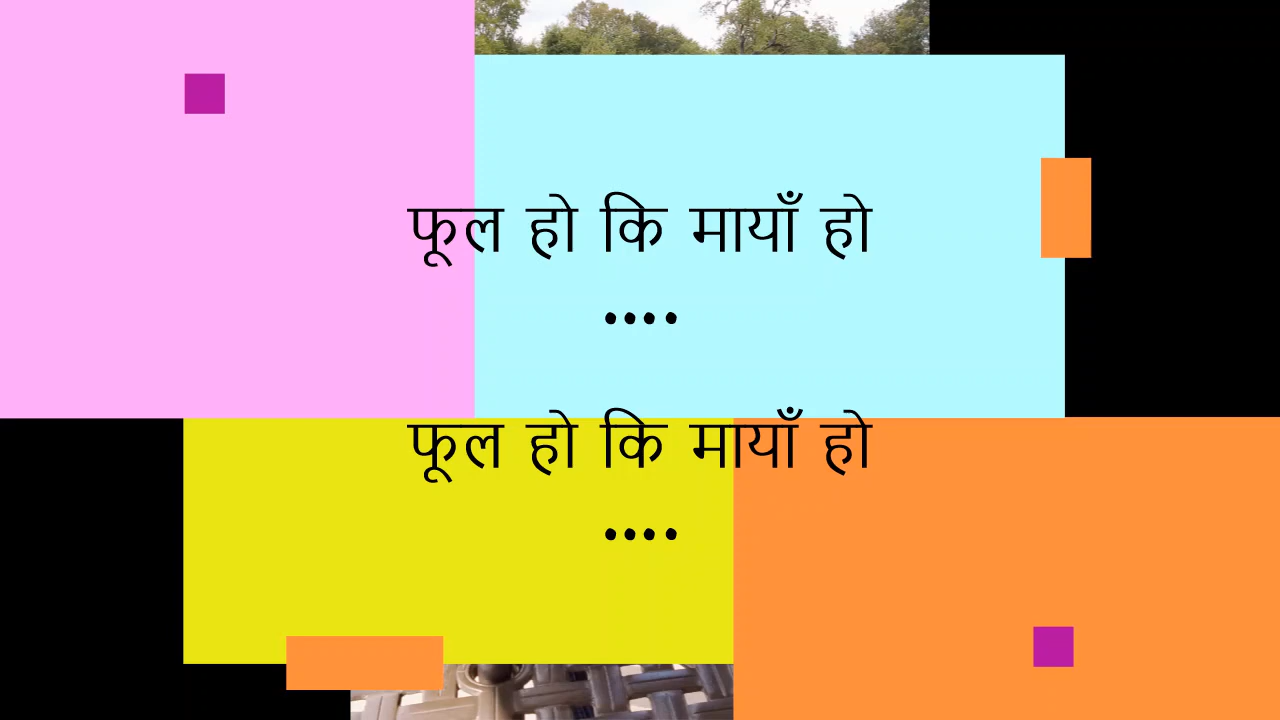 फूल हो कि मायाँ हो
....
फूल हो कि मायाँ हो
....